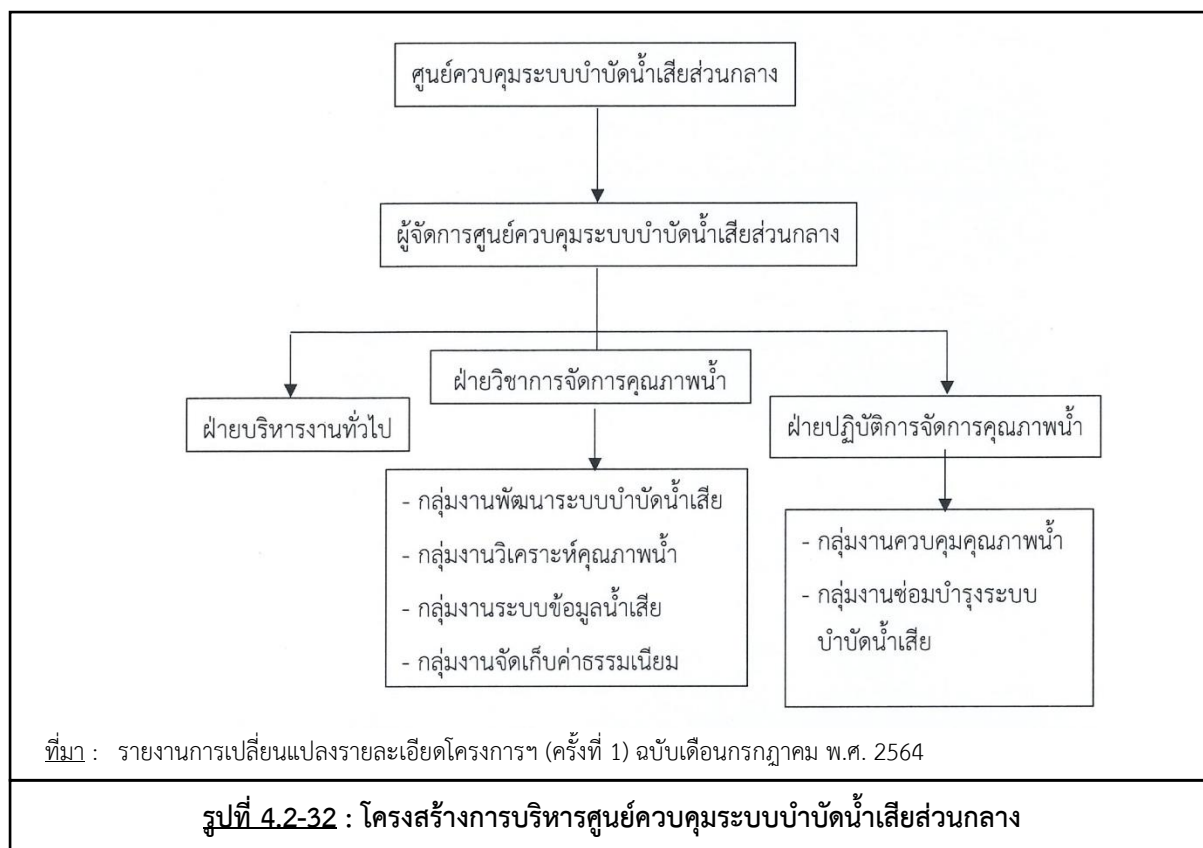 ศูนย์ควบคุมระบบบำบัดน้ำเสียส่วนกลาง
ผู้จัดการศูนย์ควบคุมระบบบำบัดน้ำเสียส่วนกลาง
ฝ่ายบริหารงานทั่วไป
ฝ่ายวิชาการจัดการคุณภาพน้ำ
- กลุ่มงานพัฒนาระบบบำบัดน้ำเสีย
- กลุ่มงานวิเคราะห์คุณภาพน้ำ
- กลุ่มงานระบบข้อมูลน้ำเสีย
- กลุ่มงานจัดเก็บค่าธรรมเนียม
ฝ่ายปฏิบัติการจัดการคุณภาพน้ำ
- กลุ่มงานควบคุมคุณภาพน้ำ
- กลุ่มงานซ่อมบำรุงระบบ
บำบัดน้ำเสีย
ที่มา : รายงานการเปลี่ยนแปลงรายละเอียดโครงการฯ (ครั้งที่ 1) ฉบับเดือนกรกฎาคม พ.ศ. 2564
รูปที่ 4.2-32 : โครงสร้างการบริหารศูนย์ควบคุมระบบบำบัดน้ำเสียส่วนกลาง